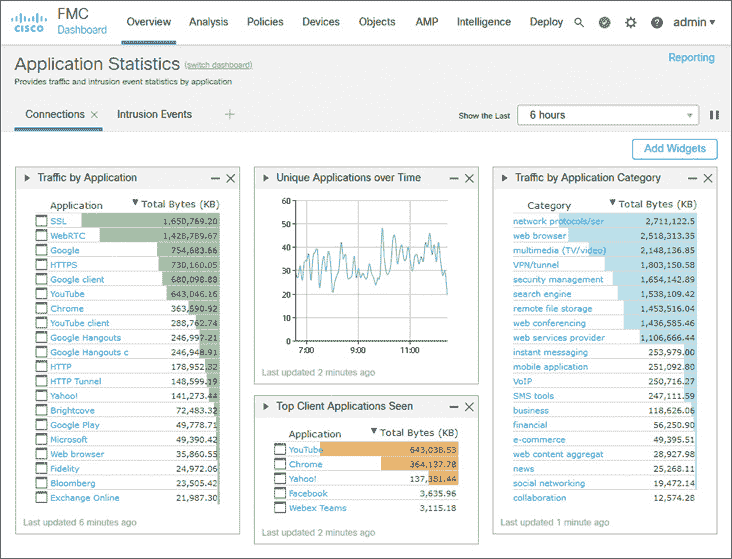 CISCO FMC Dashboard Overview Analysis Policies Devices Objects AMP Intelligence Deploy admin
Application Statistics (switch dashboard)
Provides traffic and intrusion event statistics by application
Reporting
Connections Intrusion Events + Show the Last 6 hours
Add Widgets
Traffic by Application
Application Total Bytes (KB)
SSL 1,650,769.20
WebRTC 1,428,789.67
Google 754,683.66
HTTPS 730,160.05
Google client 680,098.88
YouTube 643,046.16
Chrome 363,590.92
YouTube client 288,762.74
Google Hangouts 246,997.21
Google Hangouts c 246,948.91
HTTP 178,952.32
HTTP Tunnel 148,599.19
Yahoo! 141,273.44
Brightcove 72,483.32
Google Play 49,778.71
Microsoft 49,390.42
Web browser 35,860.55
Fidelity 24,972.06
Bloomberg 23,505.42
Exchange Online 21,987.30
Last updated 6 minutes ago
Unique Applications over Time
60
50
40
30
20
10
0
7:00 9:00 11:00
Last updated 2 minutes ago
Top Client Applications Seen
Application Total Bytes (KB)
YouTube 643,038.53
Chrome 364,137.78
Yahoo! 137,381.44
Facebook 3,635.96
Webex Teams 3,115.18
Last updated 2 minutes ago
Traffic by Application Category
Category Total Bytes (KB)
network protocols/ser 2,711,122.5
web browser 2,518,313.35
multimedia (TV/video) 2,148,136.85
VPN/tunnel 1,803,150.58
security management 1,654,142.89
search engine 1,538,109.42
remote file storage 1,453,516.04
web conferencing 1,436,585.46
web services provider 1,106,666.44
instant messaging 253,979.00
mobile application 251,092.80
VoIP 250,716.27
SMS tools 247,111.59
business 118,626.06
financial 56,250.90
e-commerce 49,395.51
web content aggregat 28,927.98
news 25,268.11
social networking 19,472.14
collaboration 12,574.28
Last updated 1 minute ago